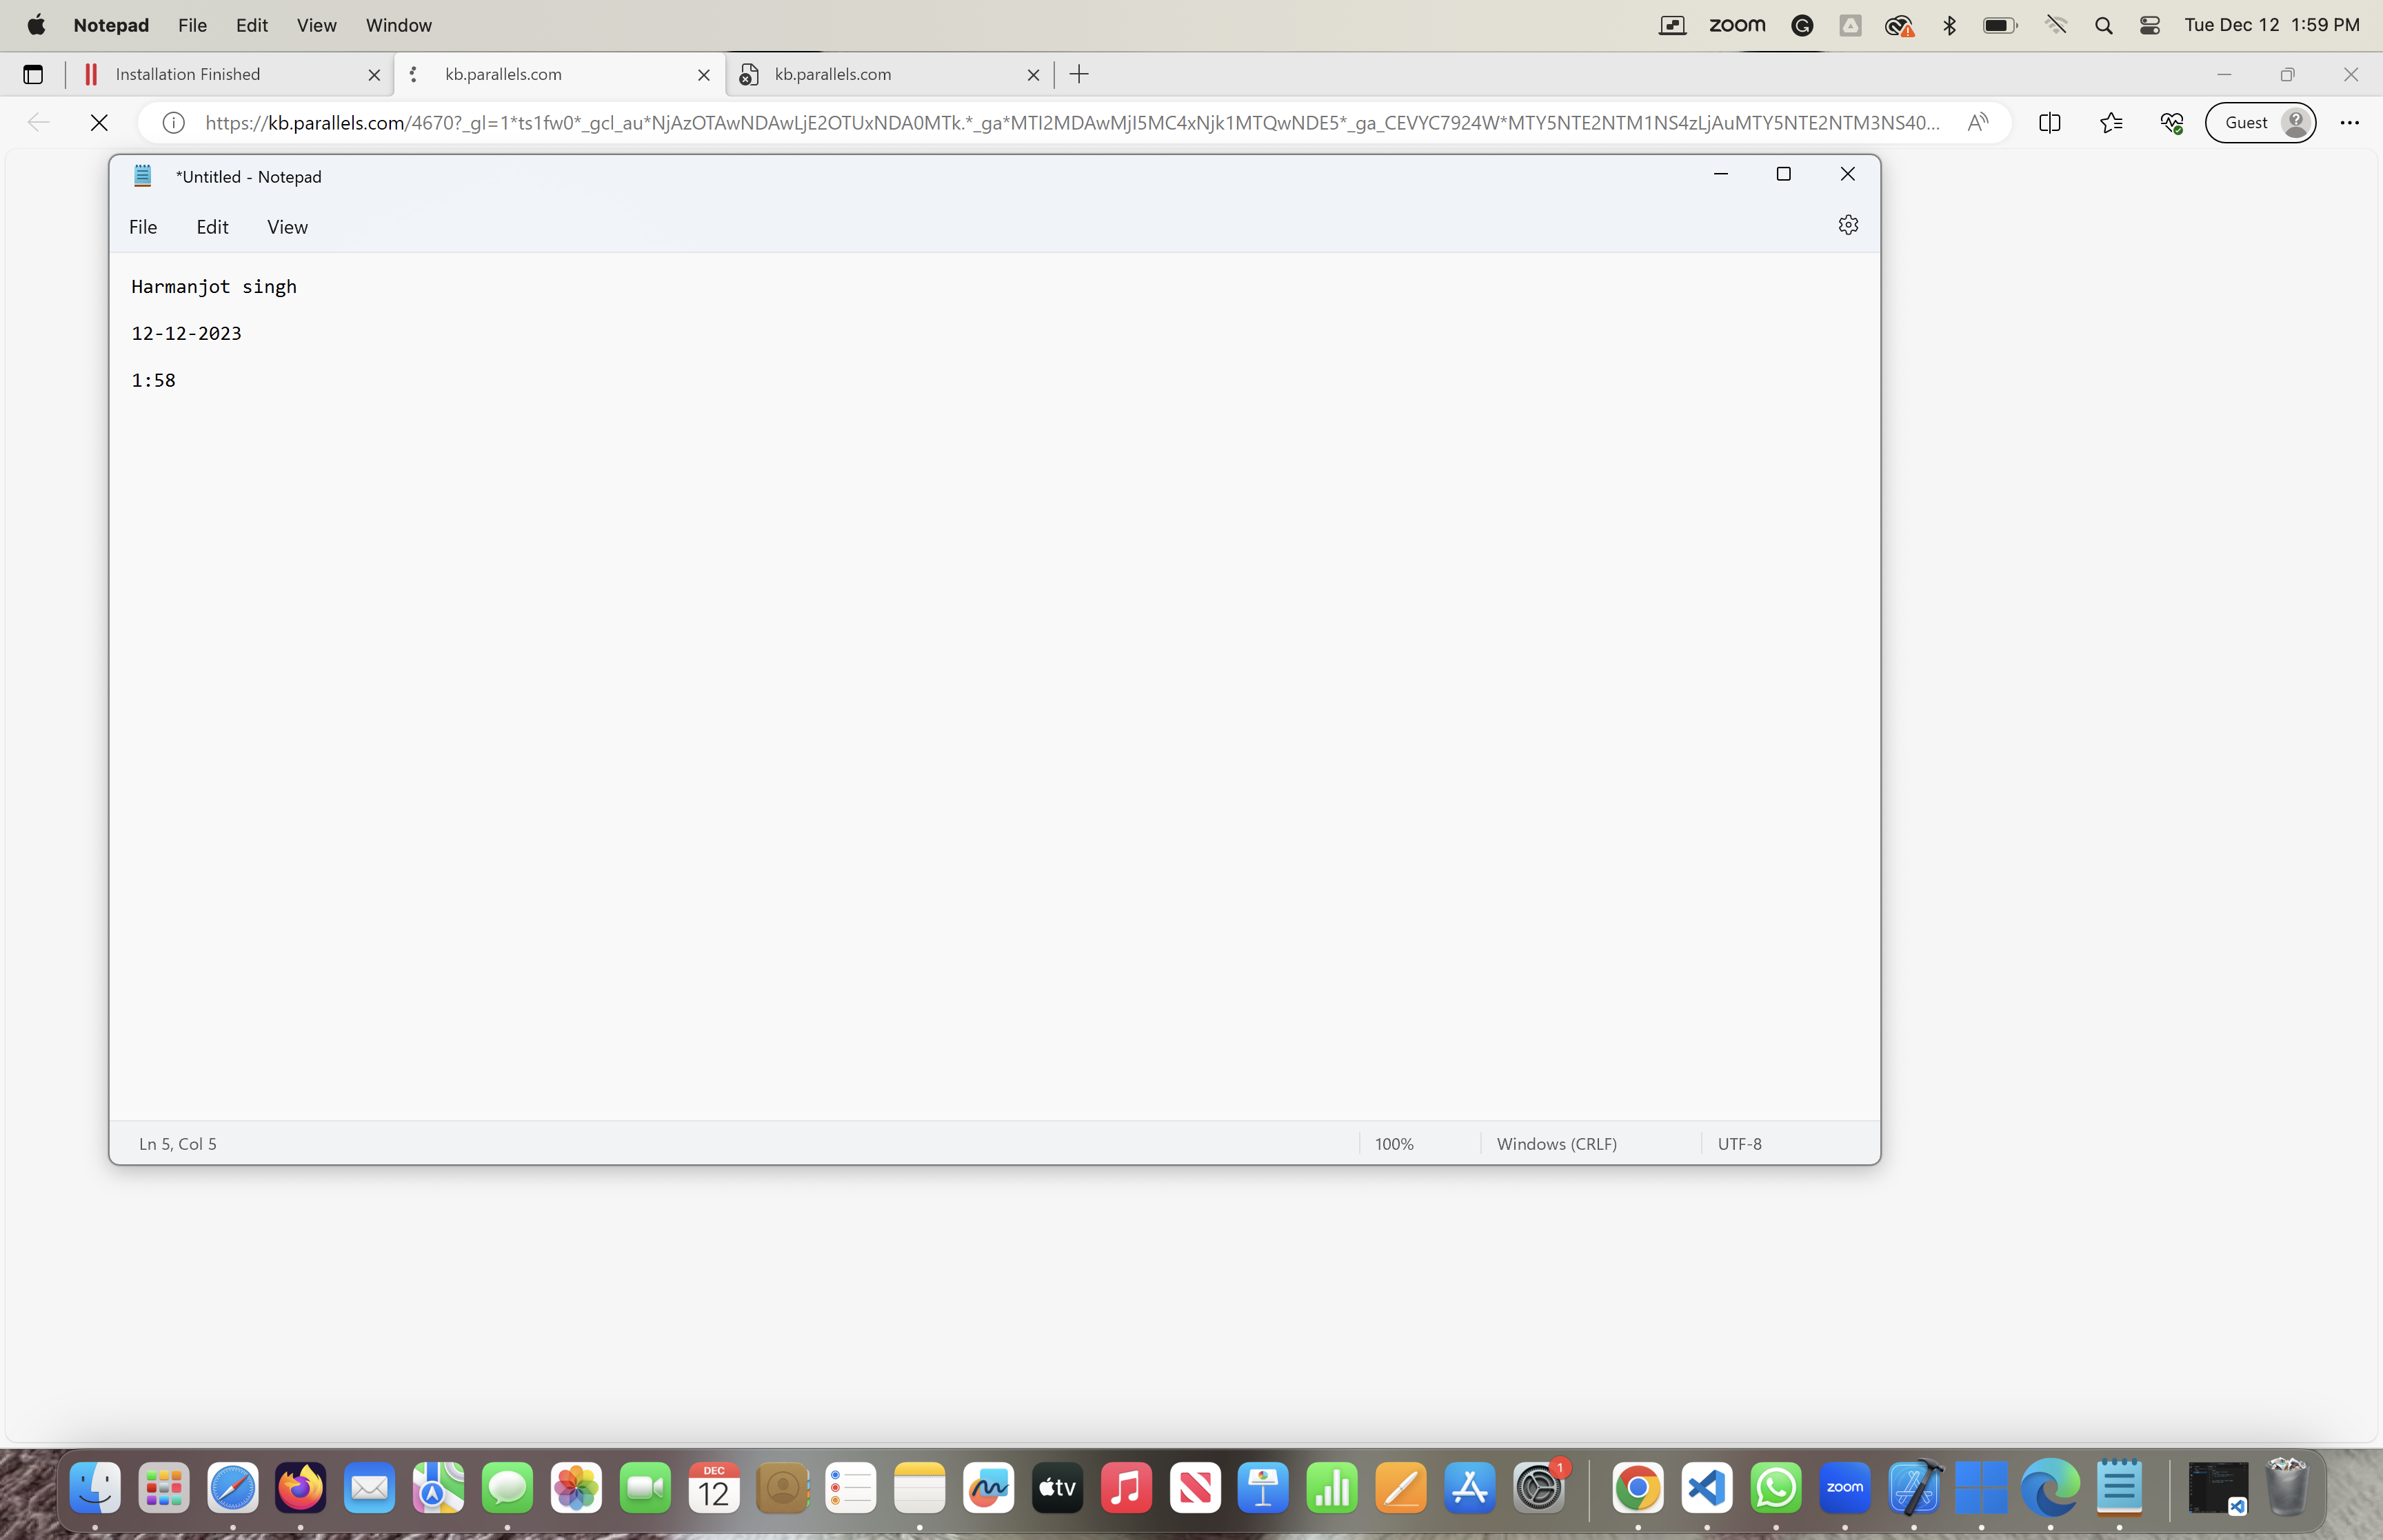 Notepad File Edit View Window zoom Tue Dec 12 1:59 PM
Installation Finished kb.parallels.com kb.parallels.com
https://kb.parallels.com/4670?_gl=1*ts1fw0*_gcl_au*NjAzOTAwNDAwLjE2OTUxNDA0MTk.*_ga*MTI2MDAwMjI5MC4xNjk1MTQwNDE5*_ga_CEVYC7924W*MTY5NTE2NTM1NS4zLjAuMTY5NTE2NTM3NS40... Guest
*Untitled - Notepad
File Edit View
Harmanjot singh
12-12-2023
1:58
Ln 5, Col 5 100% Windows (CRLF) UTF-8
DEC
12
tv
1
zoom